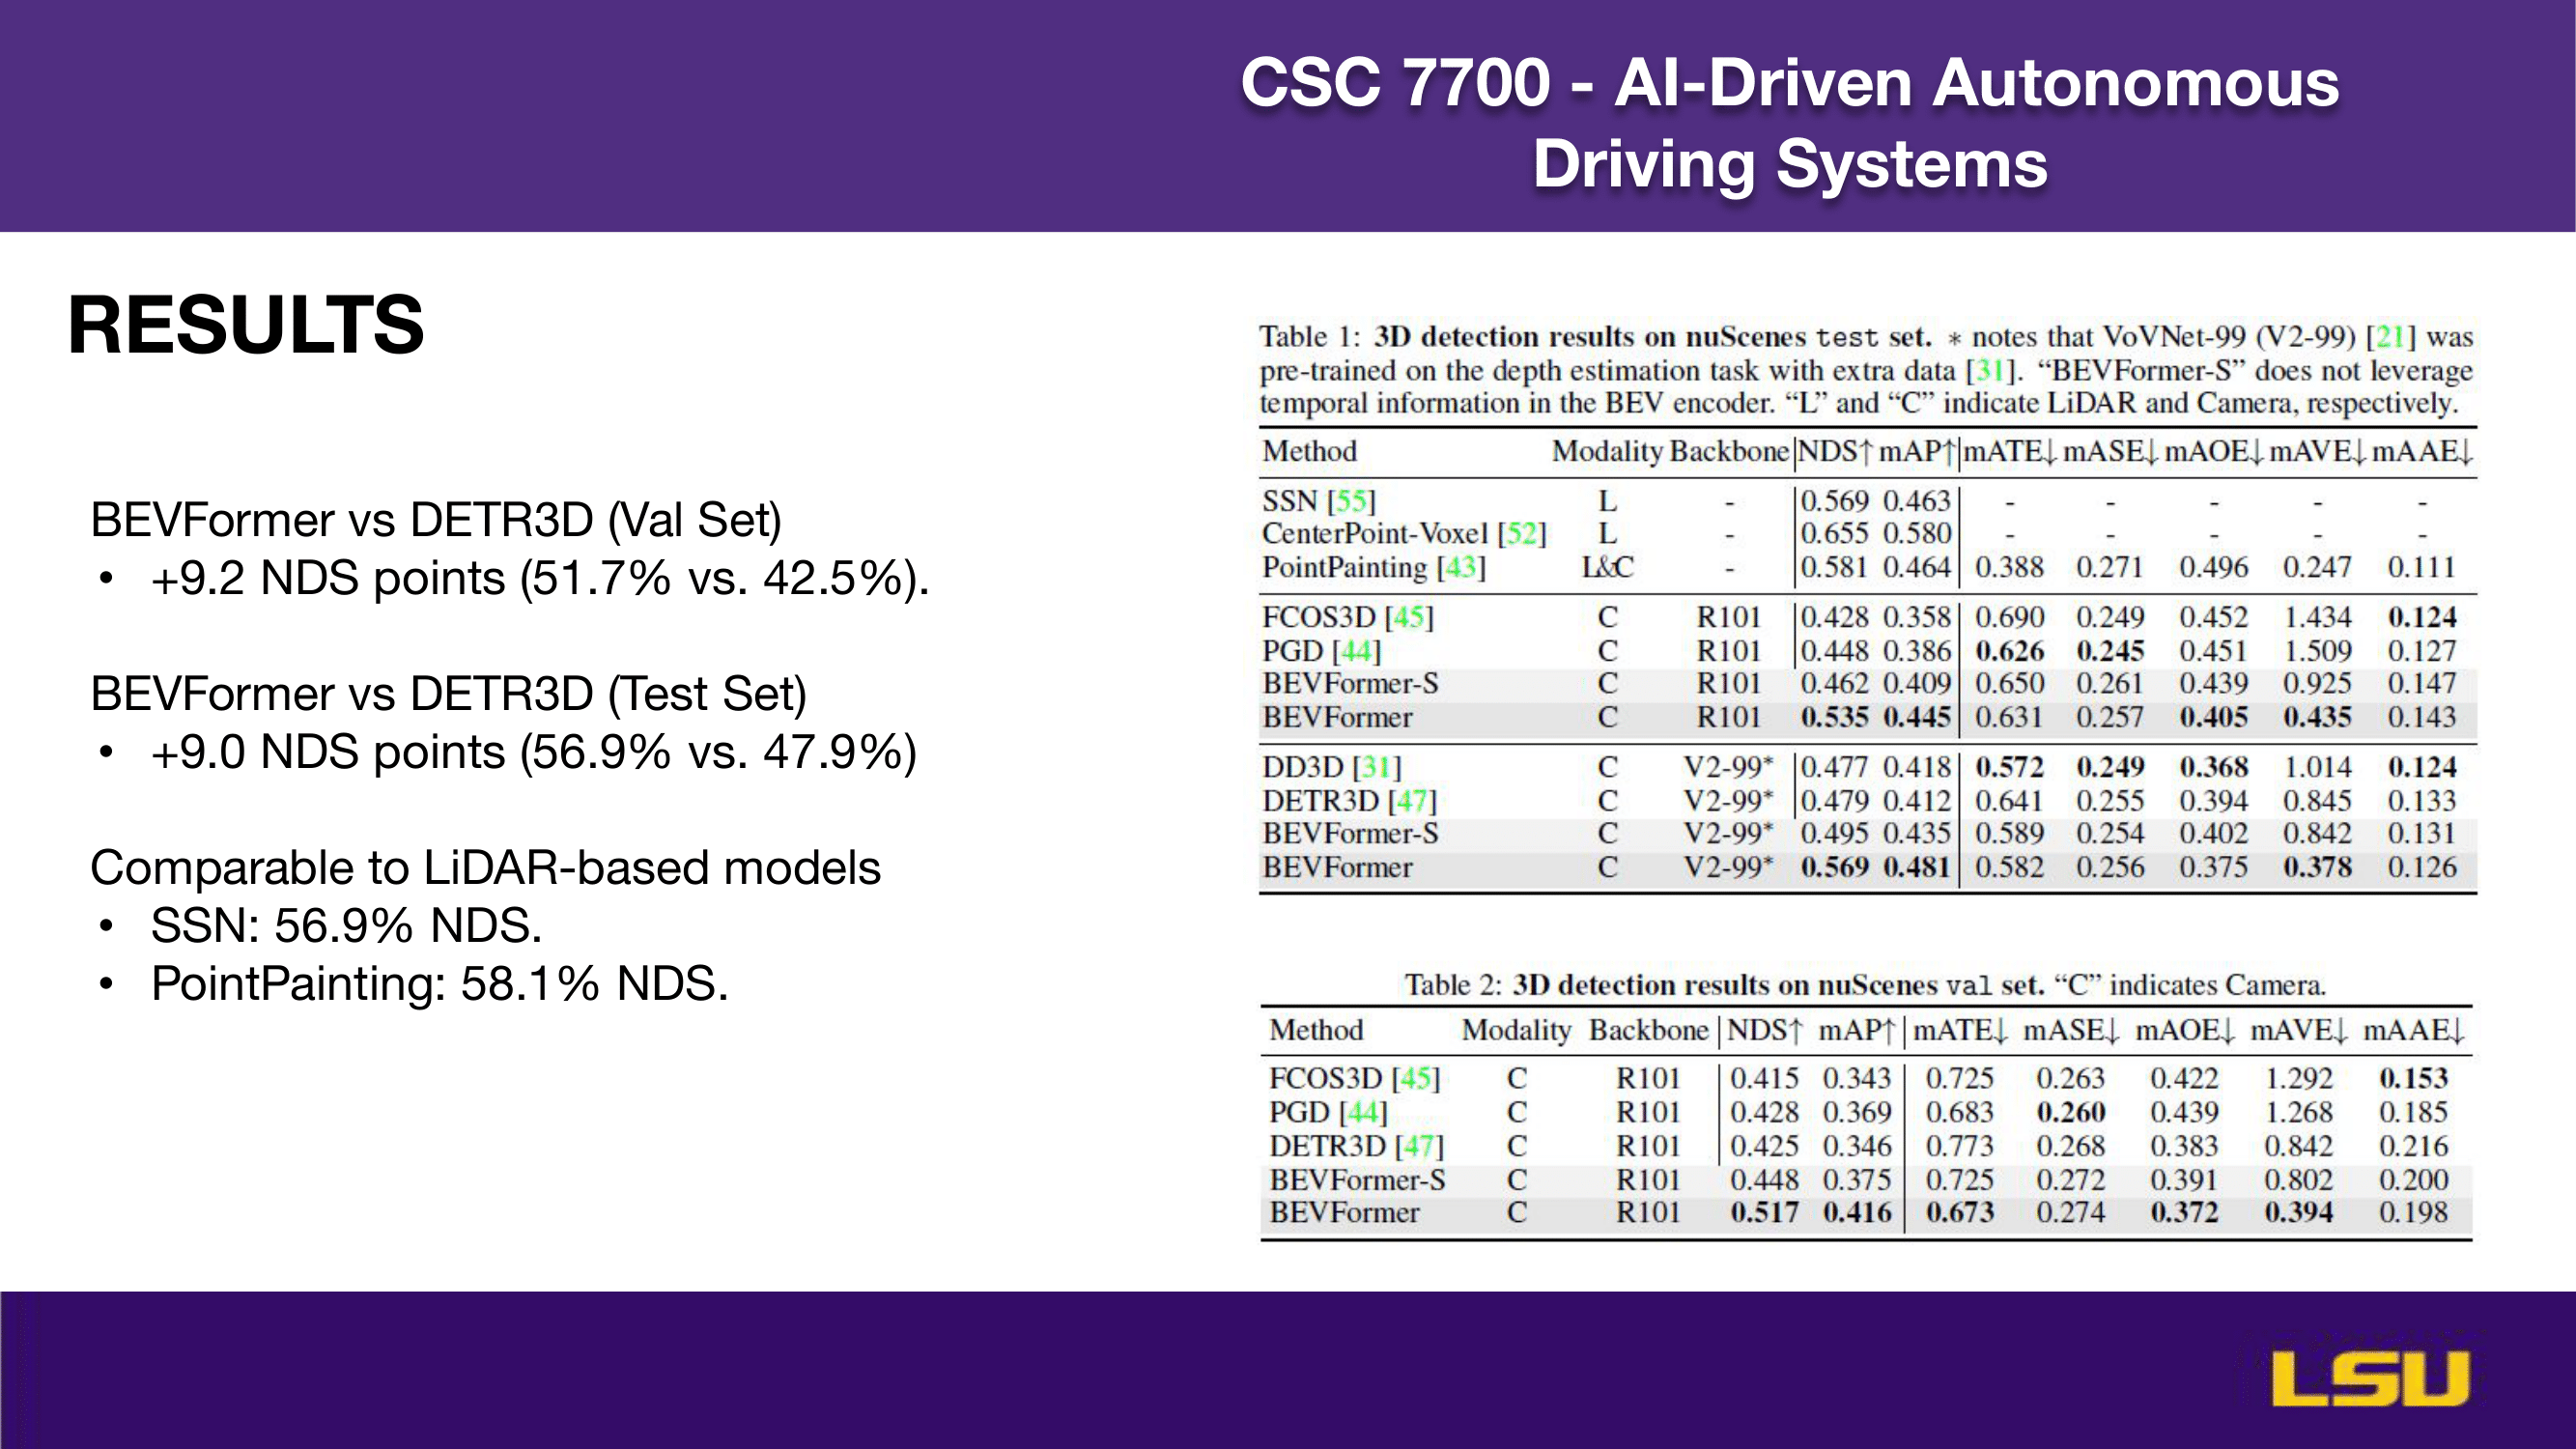 CSC 7700 - AI-Driven Autonomous
Driving Systems
RESULTS
BEVFormer vs DETR3D (Val Set)
• +9.2 NDS points (51.7% vs. 42.5%).
BEVFormer vs DETR3D (Test Set)
• +9.0 NDS points (56.9% vs. 47.9%)
Comparable to LiDAR-based models
• SSN: 56.9% NDS.
• PointPainting: 58.1% NDS.
Table 1: 3D detection results on nuScenes test set. * notes that VoVNet-99 (V2-99) [21] was
pre-trained on the depth estimation task with extra data [31]. “BEVFormer-S” does not leverage
temporal information in the BEV encoder. “L” and “C” indicate LiDAR and Camera, respectively.
Method Modality Backbone NDS↑ mAP↑ mATE↓ mASE↓ mAOE↓ mAVE↓ mAAE↓
SSN [55] L - 0.569 0.463 - - - - -
CenterPoint-Voxel [52] L - 0.655 0.580 - - - - -
PointPainting [43] L&C - 0.581 0.464 0.388 0.271 0.496 0.247 0.111
FCOS3D [45] C R101 0.428 0.358 0.690 0.249 0.452 1.434 0.124
PGD [44] C R101 0.448 0.386 0.626 0.245 0.451 1.509 0.127
BEVFormer-S C R101 0.462 0.409 0.650 0.261 0.439 0.925 0.147
BEVFormer C R101 0.535 0.445 0.631 0.257 0.405 0.435 0.143
DD3D [31] C V2-99* 0.477 0.418 0.572 0.249 0.368 1.014 0.124
DETR3D [47] C V2-99* 0.479 0.412 0.641 0.255 0.394 0.845 0.133
BEVFormer-S C V2-99* 0.495 0.435 0.589 0.254 0.402 0.842 0.131
BEVFormer C V2-99* 0.569 0.481 0.582 0.256 0.375 0.378 0.126
Table 2: 3D detection results on nuScenes val set. “C” indicates Camera.
Method Modality Backbone NDS↑ mAP↑ mATE↓ mASE↓ mAOE↓ mAVE↓ mAAE↓
FCOS3D [45] C R101 0.415 0.343 0.725 0.263 0.422 1.292 0.153
PGD [44] C R101 0.428 0.369 0.683 0.260 0.439 1.268 0.185
DETR3D [47] C R101 0.425 0.346 0.773 0.268 0.383 0.842 0.216
BEVFormer-S C R101 0.448 0.375 0.725 0.272 0.391 0.802 0.200
BEVFormer C R101 0.517 0.416 0.673 0.274 0.372 0.394 0.198
LSU